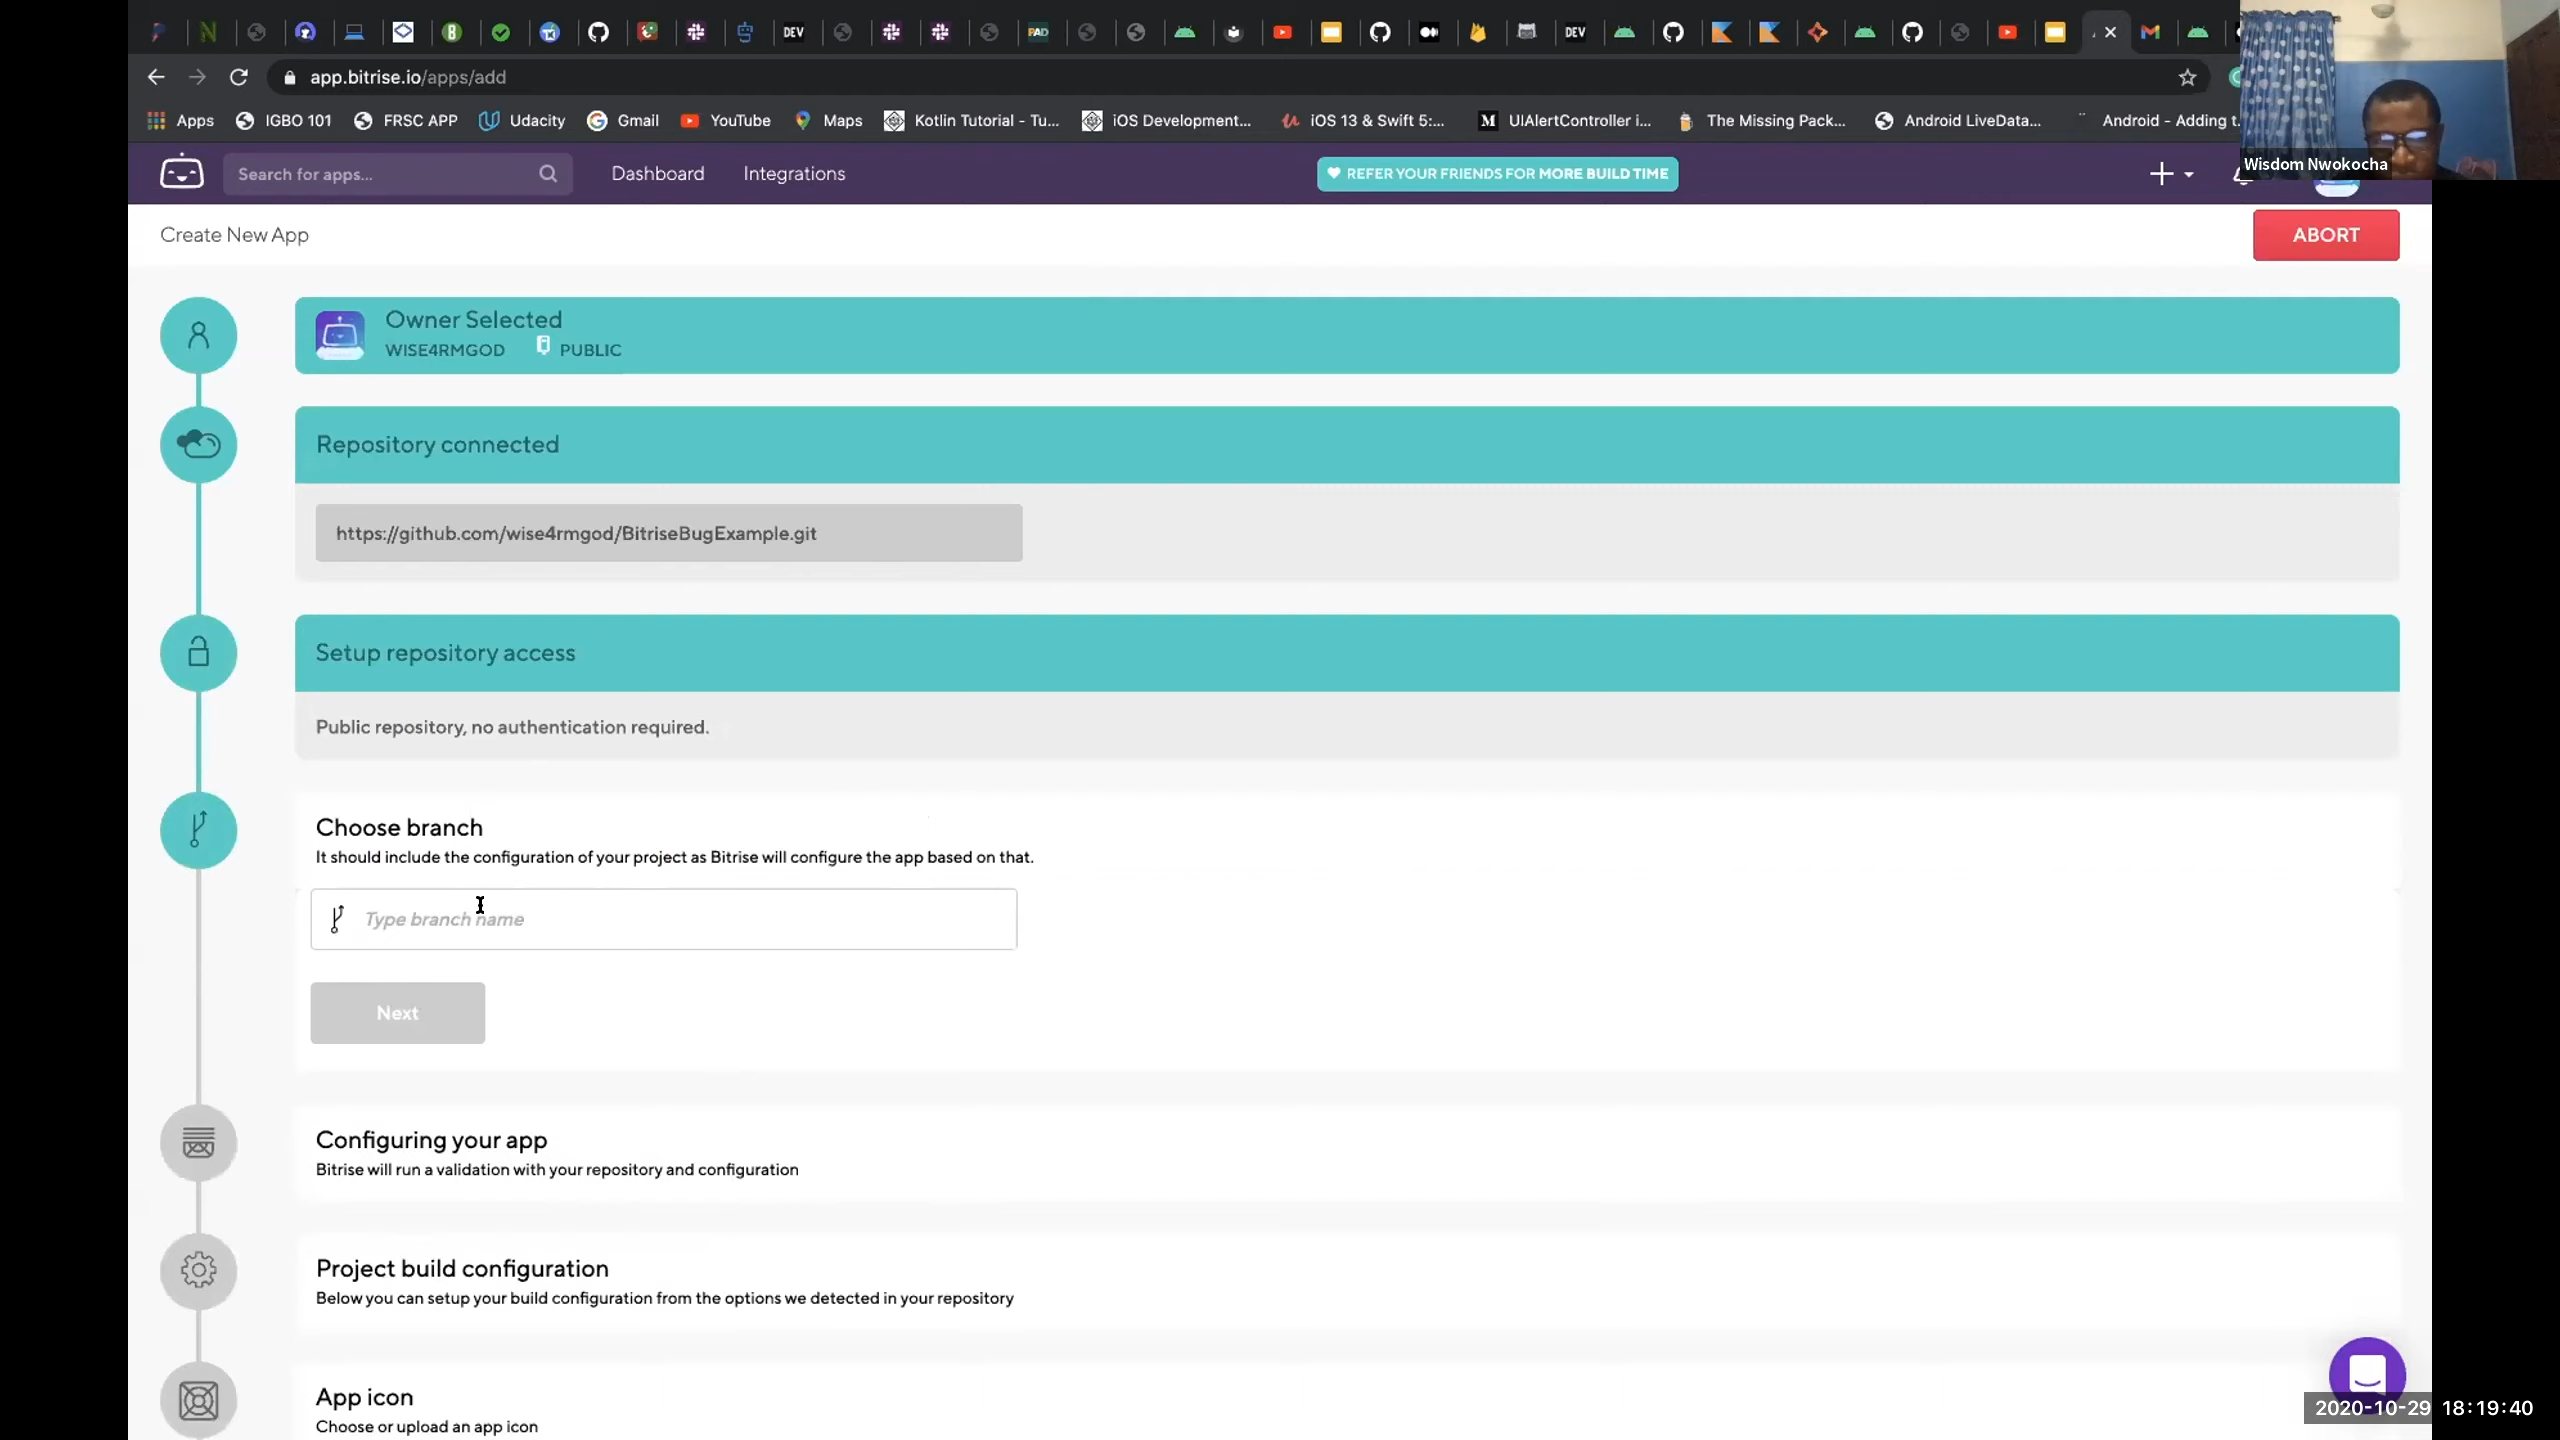 DEV
PAD
DEV
app.bitrise.io/apps/add
Apps
IGBO 101
FRSC APP
Udacity
Gmail
YouTube
Maps
Kotlin Tutorial - Tu...
iOS Development...
iOS 13 & Swift 5:...
UIAlertController i...
The Missing Pack...
Android LiveData...
Android - Adding t...
Wisdom Nwokocha
Search for apps...
Dashboard
Integrations
REFER YOUR FRIENDS FOR MORE BUILD TIME
Create New App
ABORT
Owner Selected
WISE4RMGOD PUBLIC
Repository connected
https://github.com/wise4rmgod/BitriseBugExample.git
Setup repository access
Public repository, no authentication required.
Choose branch
It should include the configuration of your project as Bitrise will configure the app based on that.
Type branch name
Next
Configuring your app
Bitrise will run a validation with your repository and configuration
Project build configuration
Below you can setup your build configuration from the options we detected in your repository
App icon
Choose or upload an app icon
2020-10-29 18:19:40